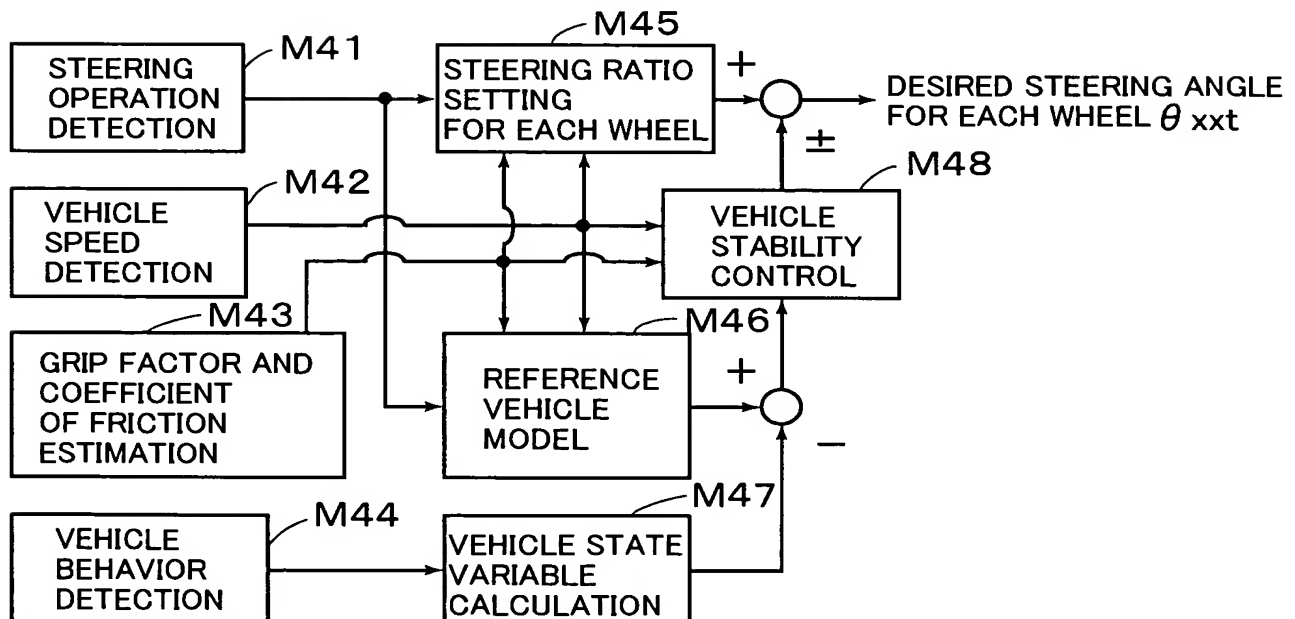 M41
STEERING
OPERATION
DETECTION
M45
STEERING RATIO
SETTING
FOR EACH WHEEL
+
DESIRED STEERING ANGLE
FOR EACH WHEEL θ xxt
±
M42
VEHICLE
SPEED
DETECTION
M48
VEHICLE
STABILITY
CONTROL
M43
GRIP FACTOR AND
COEFFICIENT
OF FRICTION
ESTIMATION
M46
REFERENCE
VEHICLE
MODEL
+
−
M44
VEHICLE
BEHAVIOR
DETECTION
M47
VEHICLE STATE
VARIABLE
CALCULATION